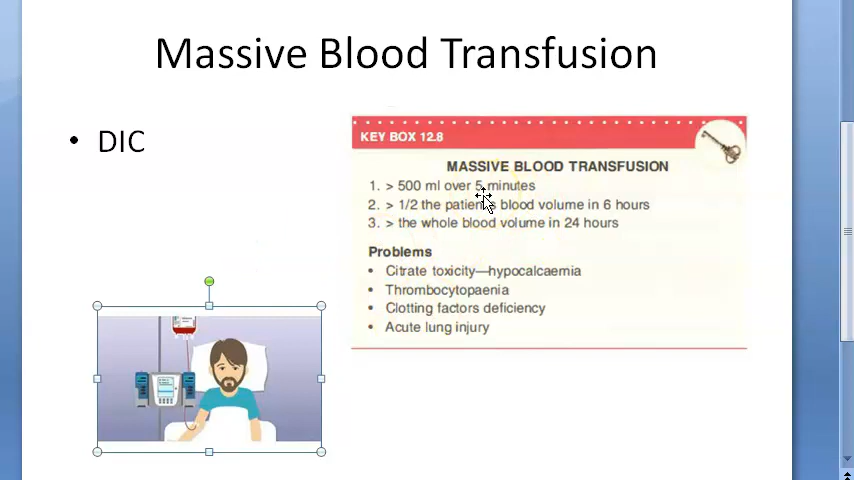 Massive Blood Transfusion
• DIC
KEY BOX 12.8
MASSIVE BLOOD TRANSFUSION
1. > 500 ml over 5 minutes
2. > 1/2 the patient's blood volume in 6 hours
3. > the whole blood volume in 24 hours
Problems
• Citrate toxicity—hypocalcaemia
• Thrombocytopaenia
• Clotting factors deficiency
• Acute lung injury